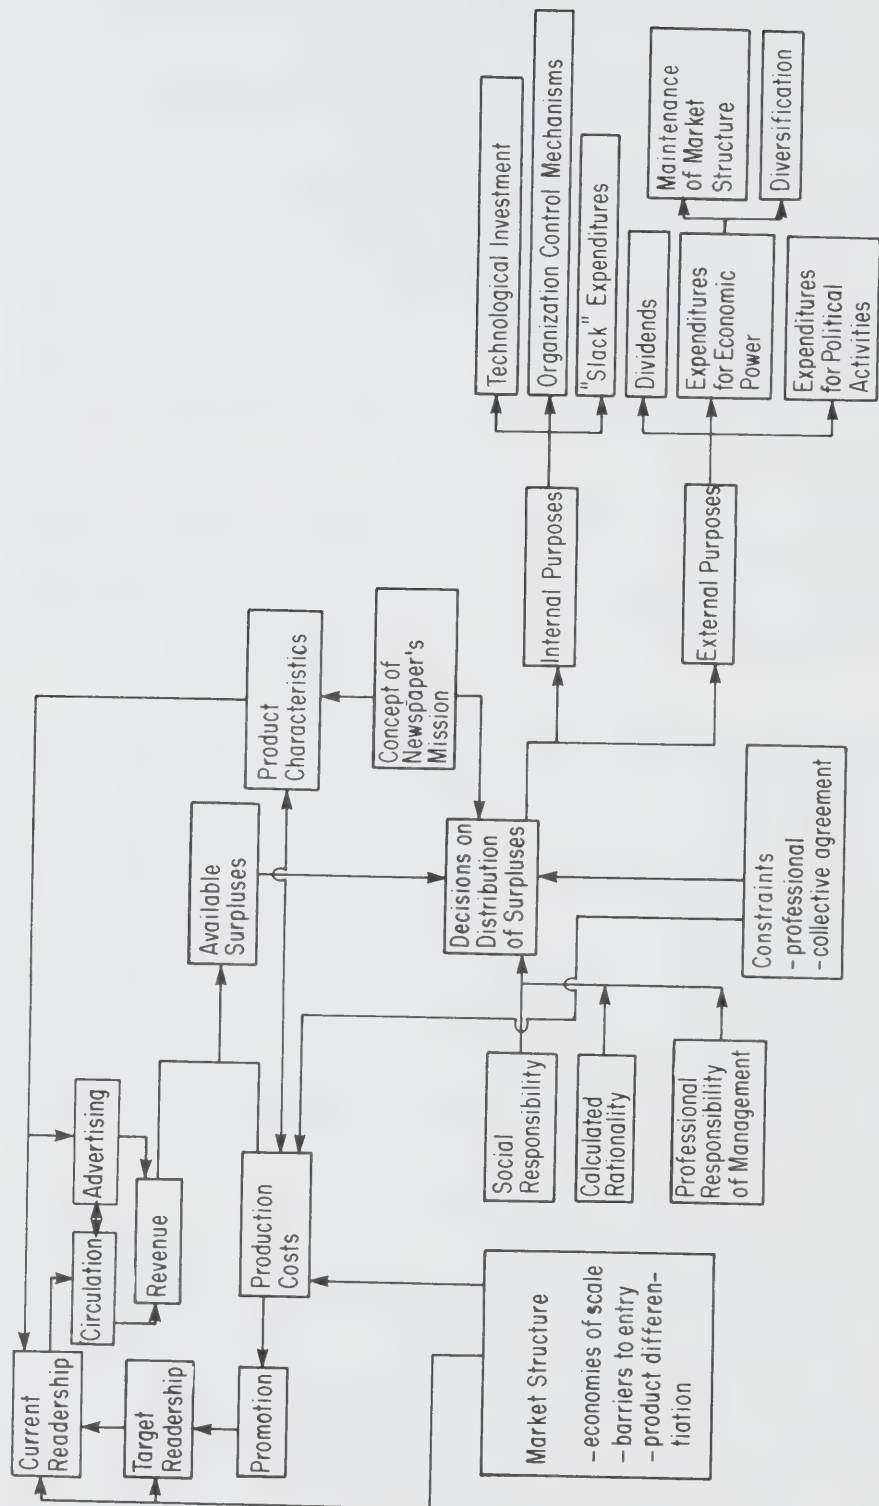 Current
Readership
Circulation
Advertising
Revenue
Target
Readership
Promotion
Production
Costs
Available
Surpluses
Product
Characteristics
Concept of
Newspaper's
Mission
Market Structure
- economies of scale
- barriers to entry
- product differen-
tiation
Social
Responsibility
Calculated
Rationality
Professional
Responsibility
of Management
Decisions on
Distribution
of Surpluses
Constraints
- professional
- collective agreement
Internal Purposes
External Purposes
Technological Investment
Organization Control Mechanisms
"Slack" Expenditures
Dividends
Expenditures
for Economic
Power
Expenditures
for Political
Activities
Maintenance
of Market
Structure
Diversification